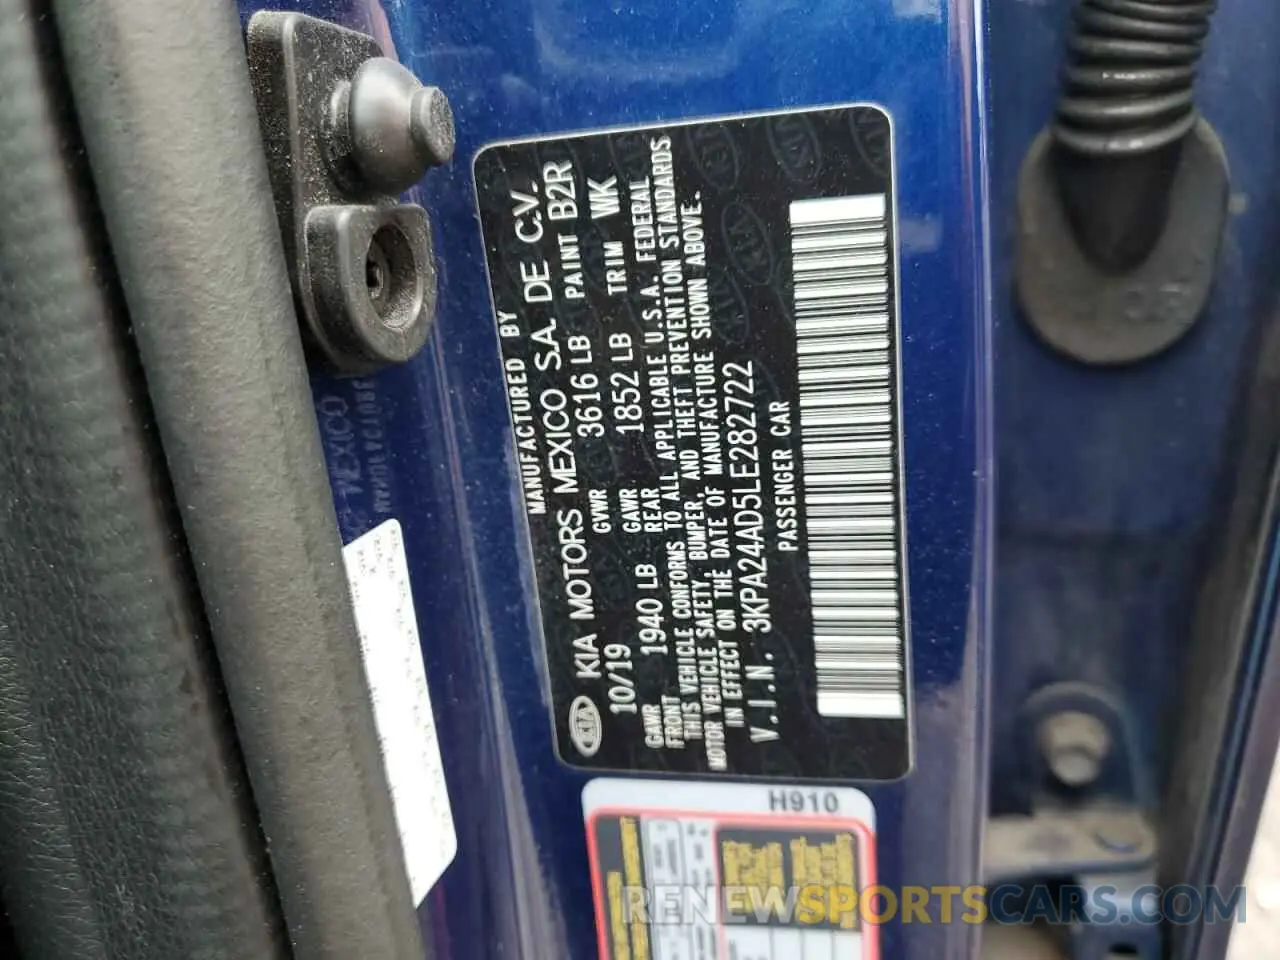 MANUFACTURED BY
KIA KIA MOTORS MEXICO S.A. DE C.V.
10/19 GVWR 3616 LB PAINT B2R
GAWR FRONT 1940 LB GAWR REAR 1852 LB TRIM WK
THIS VEHICLE CONFORMS TO ALL APPLICABLE U.S.A. FEDERAL
MOTOR VEHICLE SAFETY, BUMPER, AND THEFT PREVENTION STANDARDS
IN EFFECT ON THE DATE OF MANUFACTURE SHOWN ABOVE.
V.I.N. 3KPA24AD5LE282722
PASSENGER CAR
H910
RENEWSPORTSCARS.COM